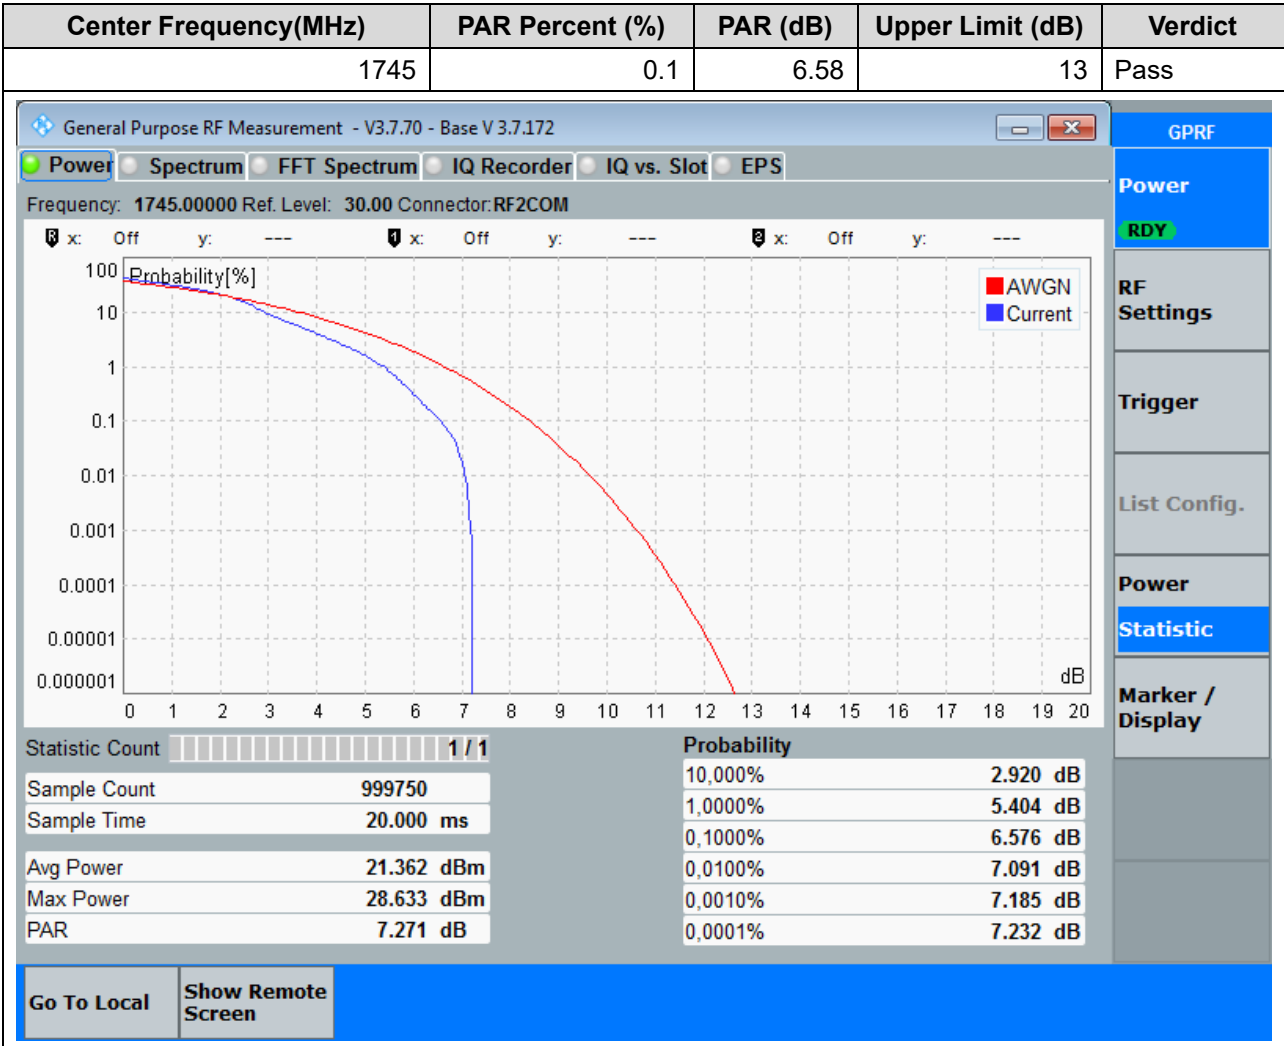 Center Frequency(MHz) PAR Percent (%) PAR (dB) Upper Limit (dB) Verdict
1745 0.1 6.58 13 Pass
General Purpose RF Measurement - V3.7.70 - Base V 3.7.172
GPRF
Power Spectrum FFT Spectrum IQ Recorder IQ vs. Slot EPS
Frequency: 1745.00000 Ref. Level: 30.00 Connector: RF2COM
R x: Off y: --- 1 x: Off y: --- 2 x: Off y: ---
Probability[%]
AWGN
Current
100
10
1
0.1
0.01
0.001
0.0001
0.00001
0.000001
dB
0 1 2 3 4 5 6 7 8 9 10 11 12 13 14 15 16 17 18 19 20
Statistic Count 1 / 1
Sample Count 999750
Sample Time 20.000 ms
Avg Power 21.362 dBm
Max Power 28.633 dBm
PAR 7.271 dB
Probability
10,000% 2.920 dB
1,0000% 5.404 dB
0,1000% 6.576 dB
0,0100% 7.091 dB
0,0010% 7.185 dB
0,0001% 7.232 dB
Power
RDY
RF
Settings
Trigger
List Config.
Power
Statistic
Marker /
Display
Go To Local
Show Remote
Screen